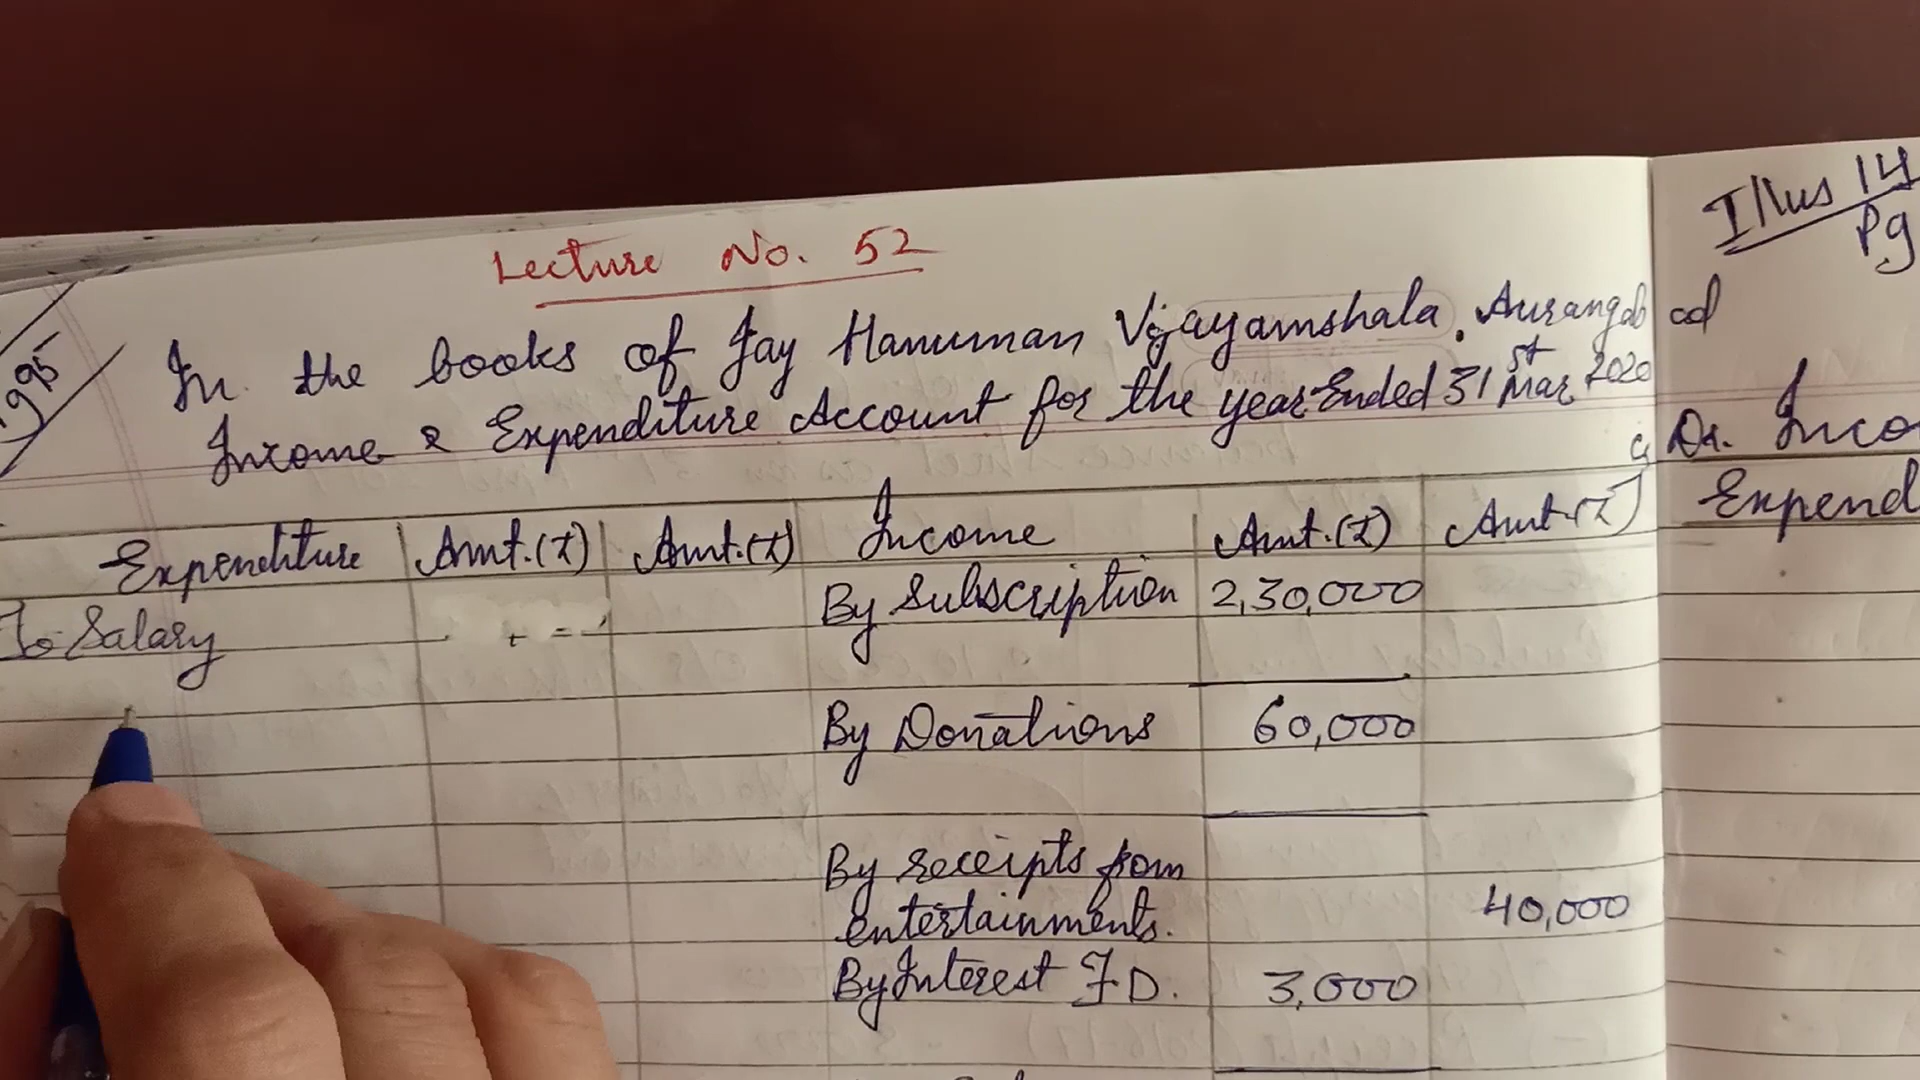 Lecture No. 52
Illus 14
Pg
1995
In the books of Jay Hanuman Vyayamshala. Aurangabad
Income & Expenditure Account for the year Ended 31st Mar 2020
Dr. Inco
Expenditure Amt.(₹) Amt.(₹) Income Amt.(₹) Amt.(₹)
Expend
To Salary
By Subscription 2,30,000
By Donations 60,000
By receipts from
entertainments. 40,000
By Interest F.D. 3,000